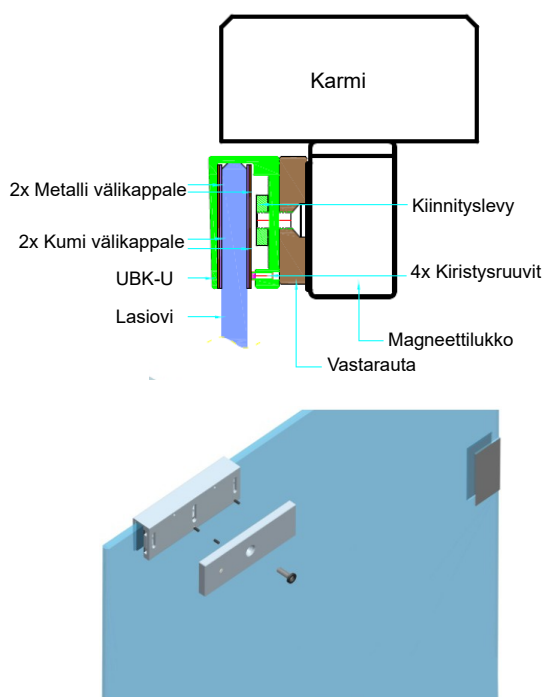 Karmi
2x Metalli välikappale
Kiinnityslevy
2x Kumi välikappale
UBK-U
4x Kiristysruuvit
Lasiovi
Magneettilukko
Vastarauta